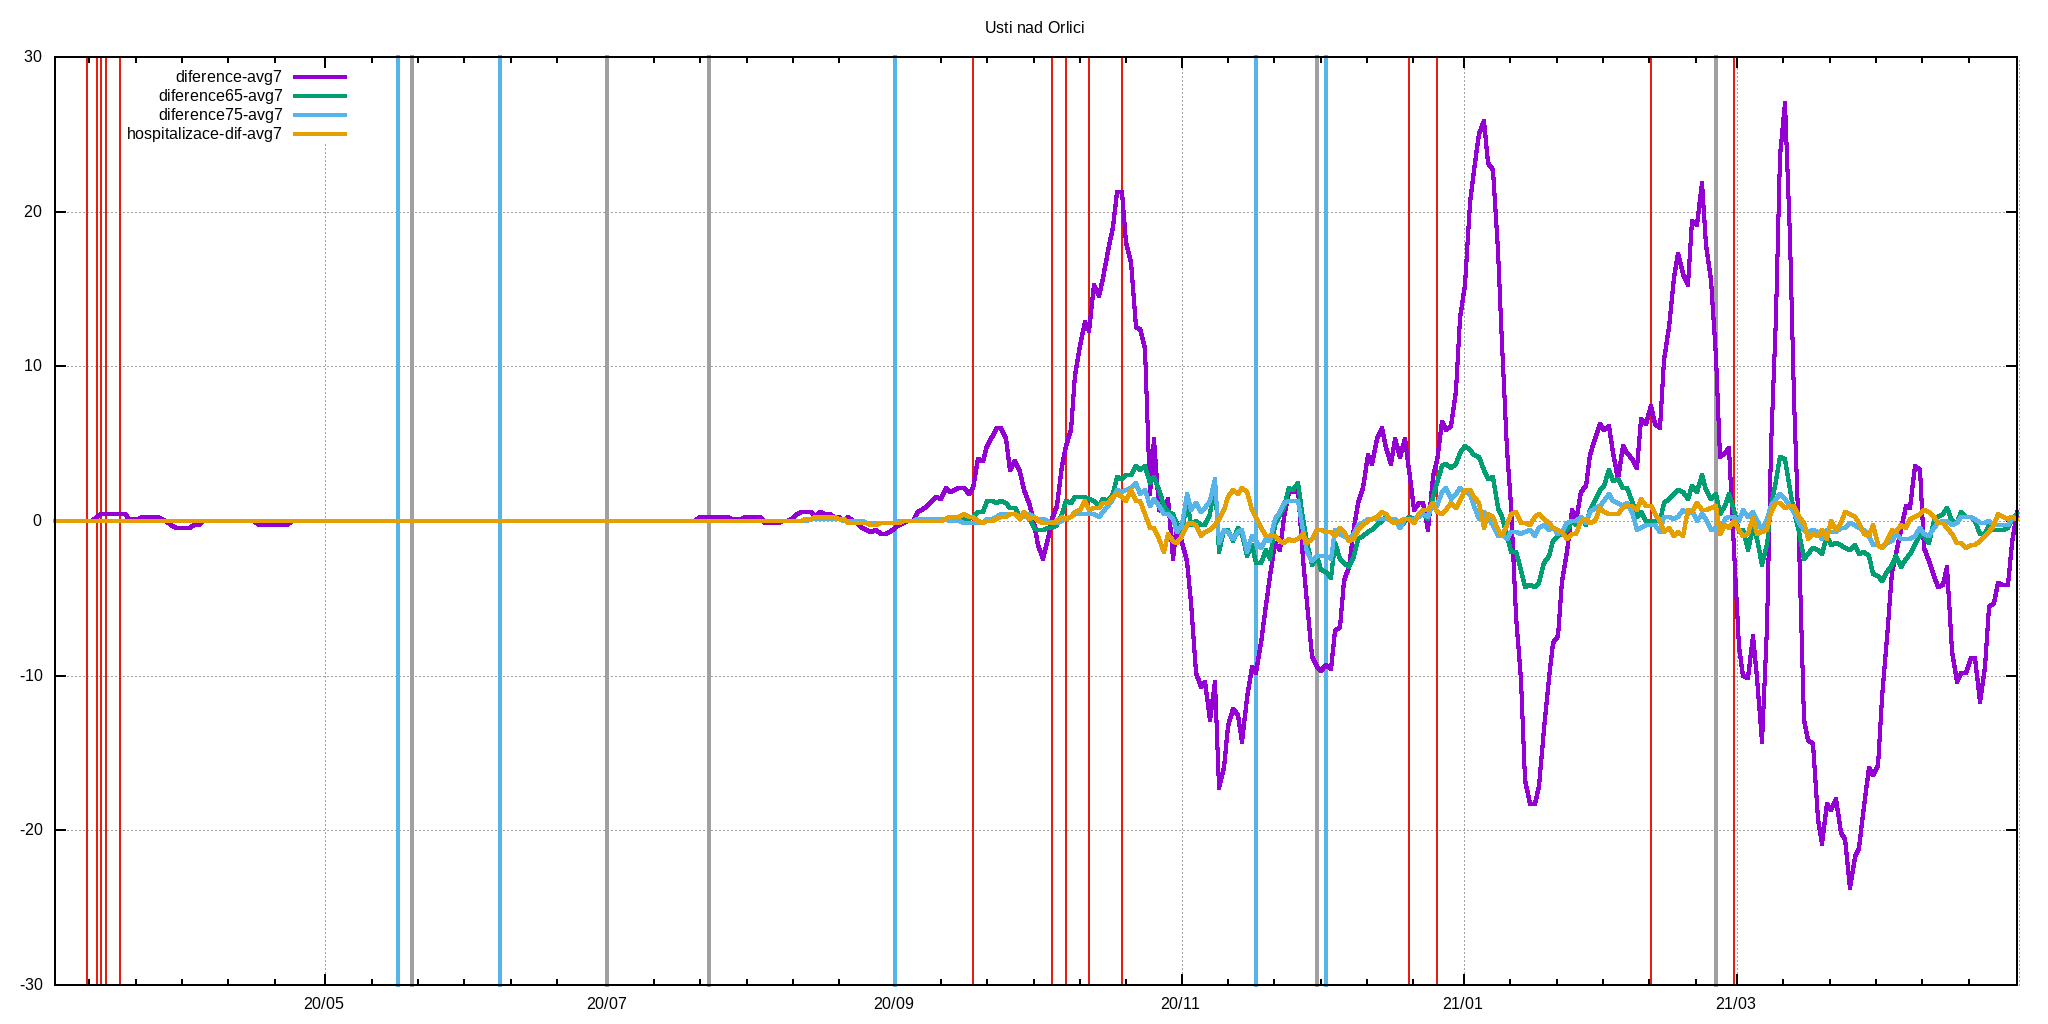 Usti nad Orlici
30
20
10
0
-10
-20
-30
diference-avg7
diference65-avg7
diference75-avg7
hospitalizace-dif-avg7
20/05
20/07
20/09
20/11
21/01
21/03